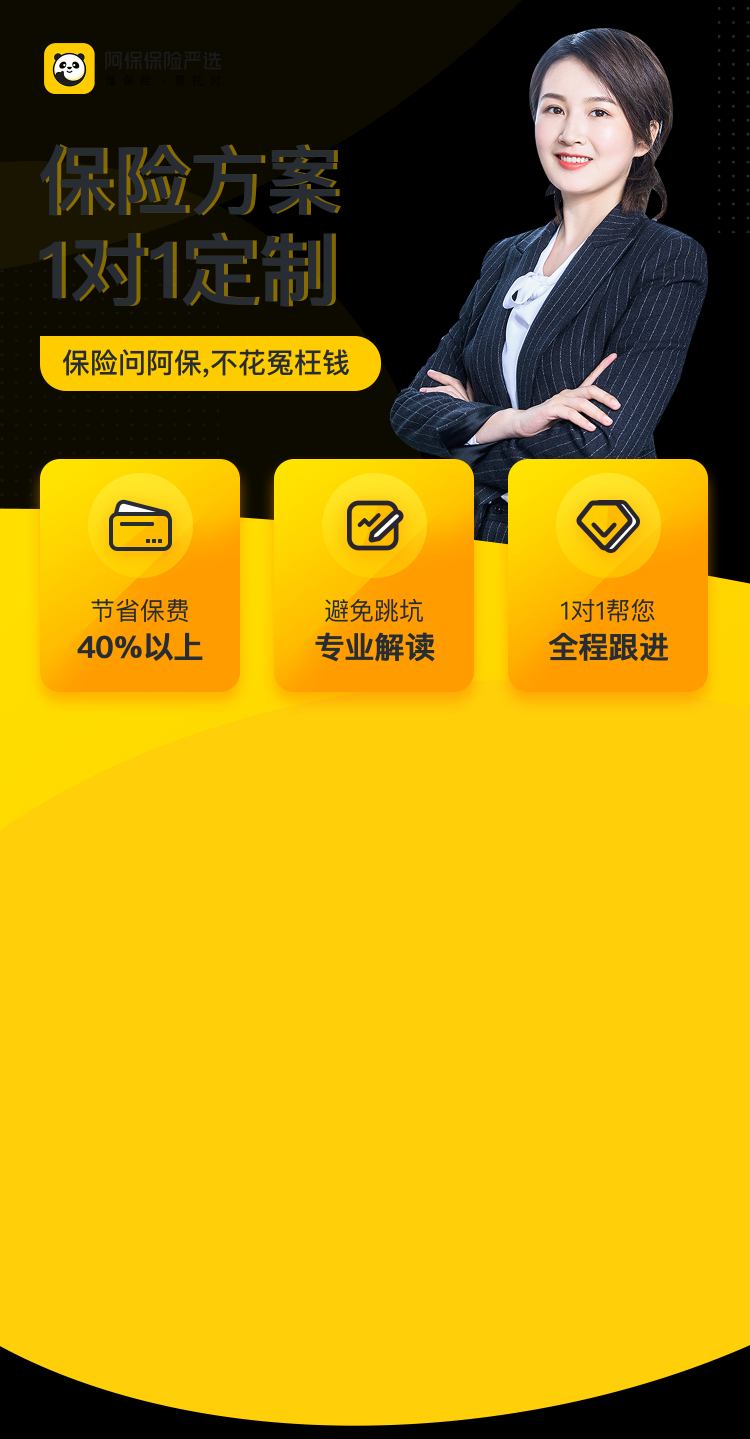 阿保保险严选
保险方案
1对1定制
保险问阿保,不花冤枉钱
节省保费
40%以上
避免跳坑
专业解读
1对1帮您
全程跟进